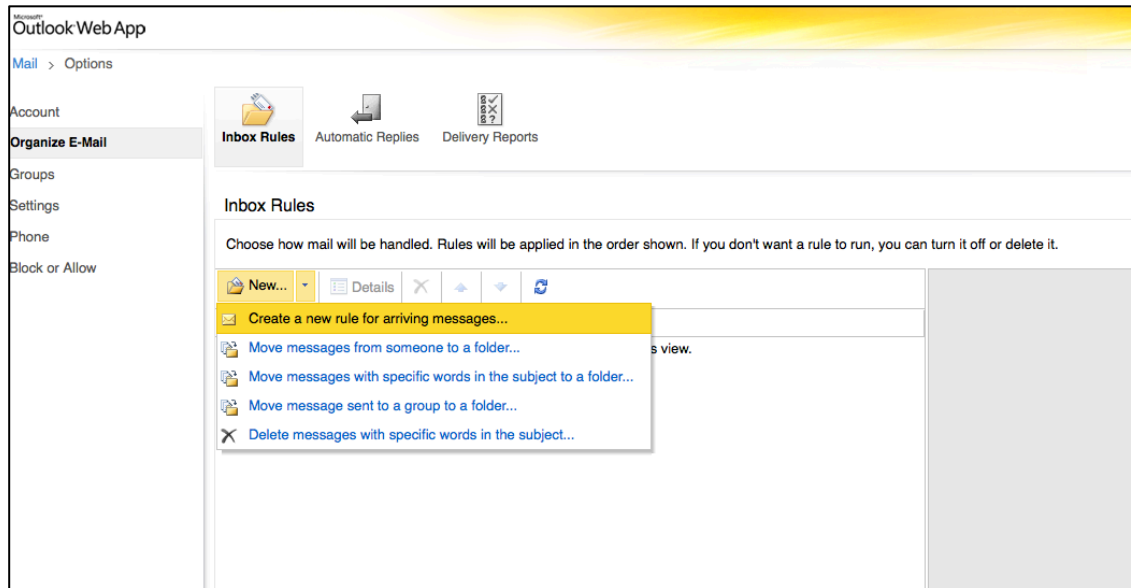 Microsoft
Outlook Web App
Mail > Options
Account
Organize E-Mail
Groups
Settings
Phone
Block or Allow
Inbox Rules
Automatic Replies
Delivery Reports
Inbox Rules
Choose how mail will be handled. Rules will be applied in the order shown. If you don't want a rule to run, you can turn it off or delete it.
New...
Details
Create a new rule for arriving messages...
Move messages from someone to a folder...
s view.
Move messages with specific words in the subject to a folder...
Move message sent to a group to a folder...
Delete messages with specific words in the subject...